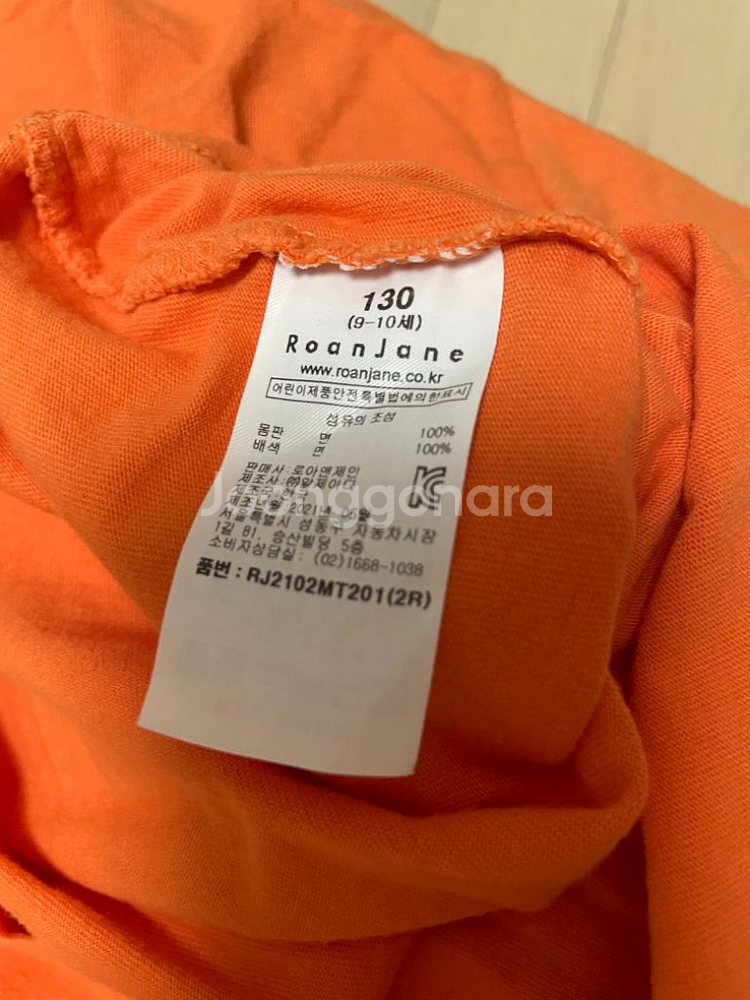 130
(9-10세)
RoanJane
www.roanjane.co.kr
어린이제품안전특별법에의한표시
섬유의 조성
몸판 면 100%
배색 면 100%
판매사:로아앤제인
제조사:
제조국:한국
제조년월:2021년 05월
Joonggonara
서울특별시 성동구 자동차시장
1길 81, 승산빌딩 5층
소비자상담실: (02)1668-1038
품번 : RJ2102MT201(2R)